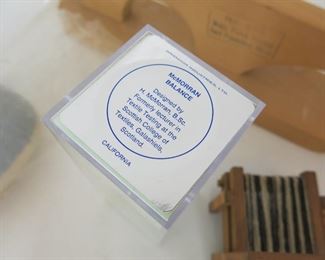 McMORRAN
BALANCE
Designed by
H. McMorran, B.Sc.
Formerly lecturer in
Textile Testing at the
Scottish College of
Textiles, Galashiels,
Scotland.
CALIFORNIA